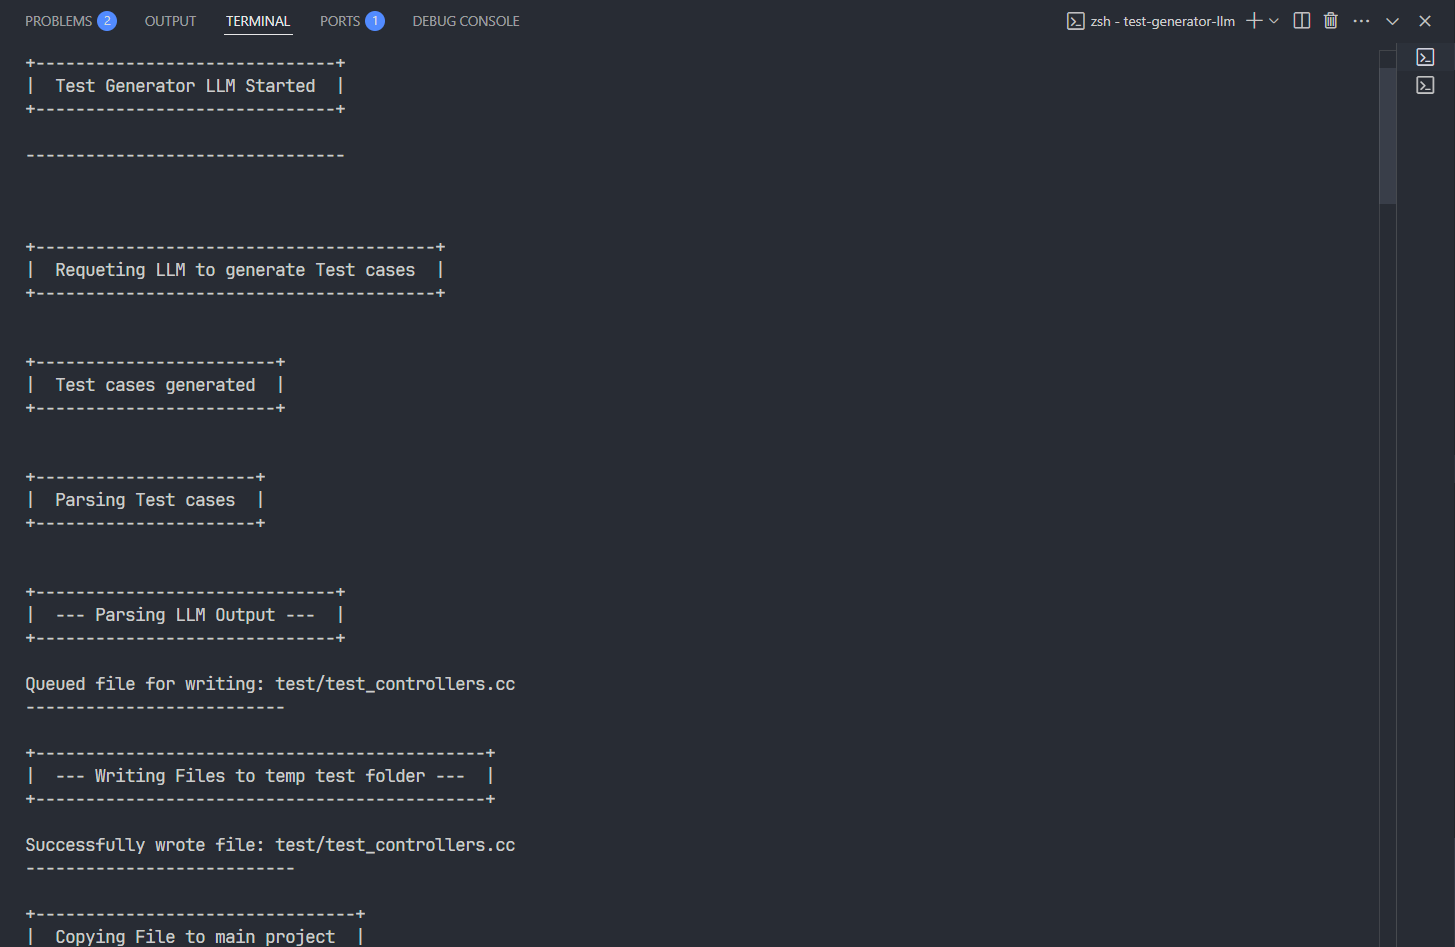 PROBLEMS 2 OUTPUT TERMINAL PORTS 1 DEBUG CONSOLE zsh - test-generator-llm
+------------------------------+
|  Test Generator LLM Started  |
+------------------------------+
--------------------------------
+----------------------------------------+
|  Requeting LLM to generate Test cases  |
+----------------------------------------+
+------------------------+
|  Test cases generated  |
+------------------------+
+----------------------+
|  Parsing Test cases  |
+----------------------+
+------------------------------+
|  --- Parsing LLM Output ---  |
+------------------------------+
Queued file for writing: test/test_controllers.cc
--------------------------
+---------------------------------------------+
|  --- Writing Files to temp test folder ---  |
+---------------------------------------------+
Successfully wrote file: test/test_controllers.cc
---------------------------
+--------------------------------+
|  Copying File to main project  |